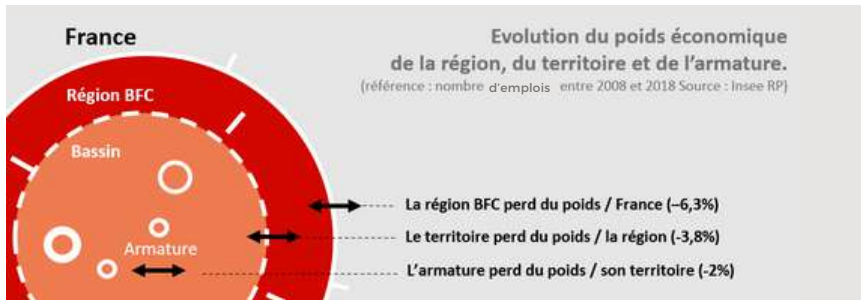 France
Evolution du poids économique
de la région, du territoire et de l'armature.
(référence : nombre d'emplois entre 2008 et 2018 Source : Insee RP)
Région BFC
Bassin
Armature
La région BFC perd du poids / France (–6,3%)
Le territoire perd du poids / la région (-3,8%)
L'armature perd du poids / son territoire (-2%)